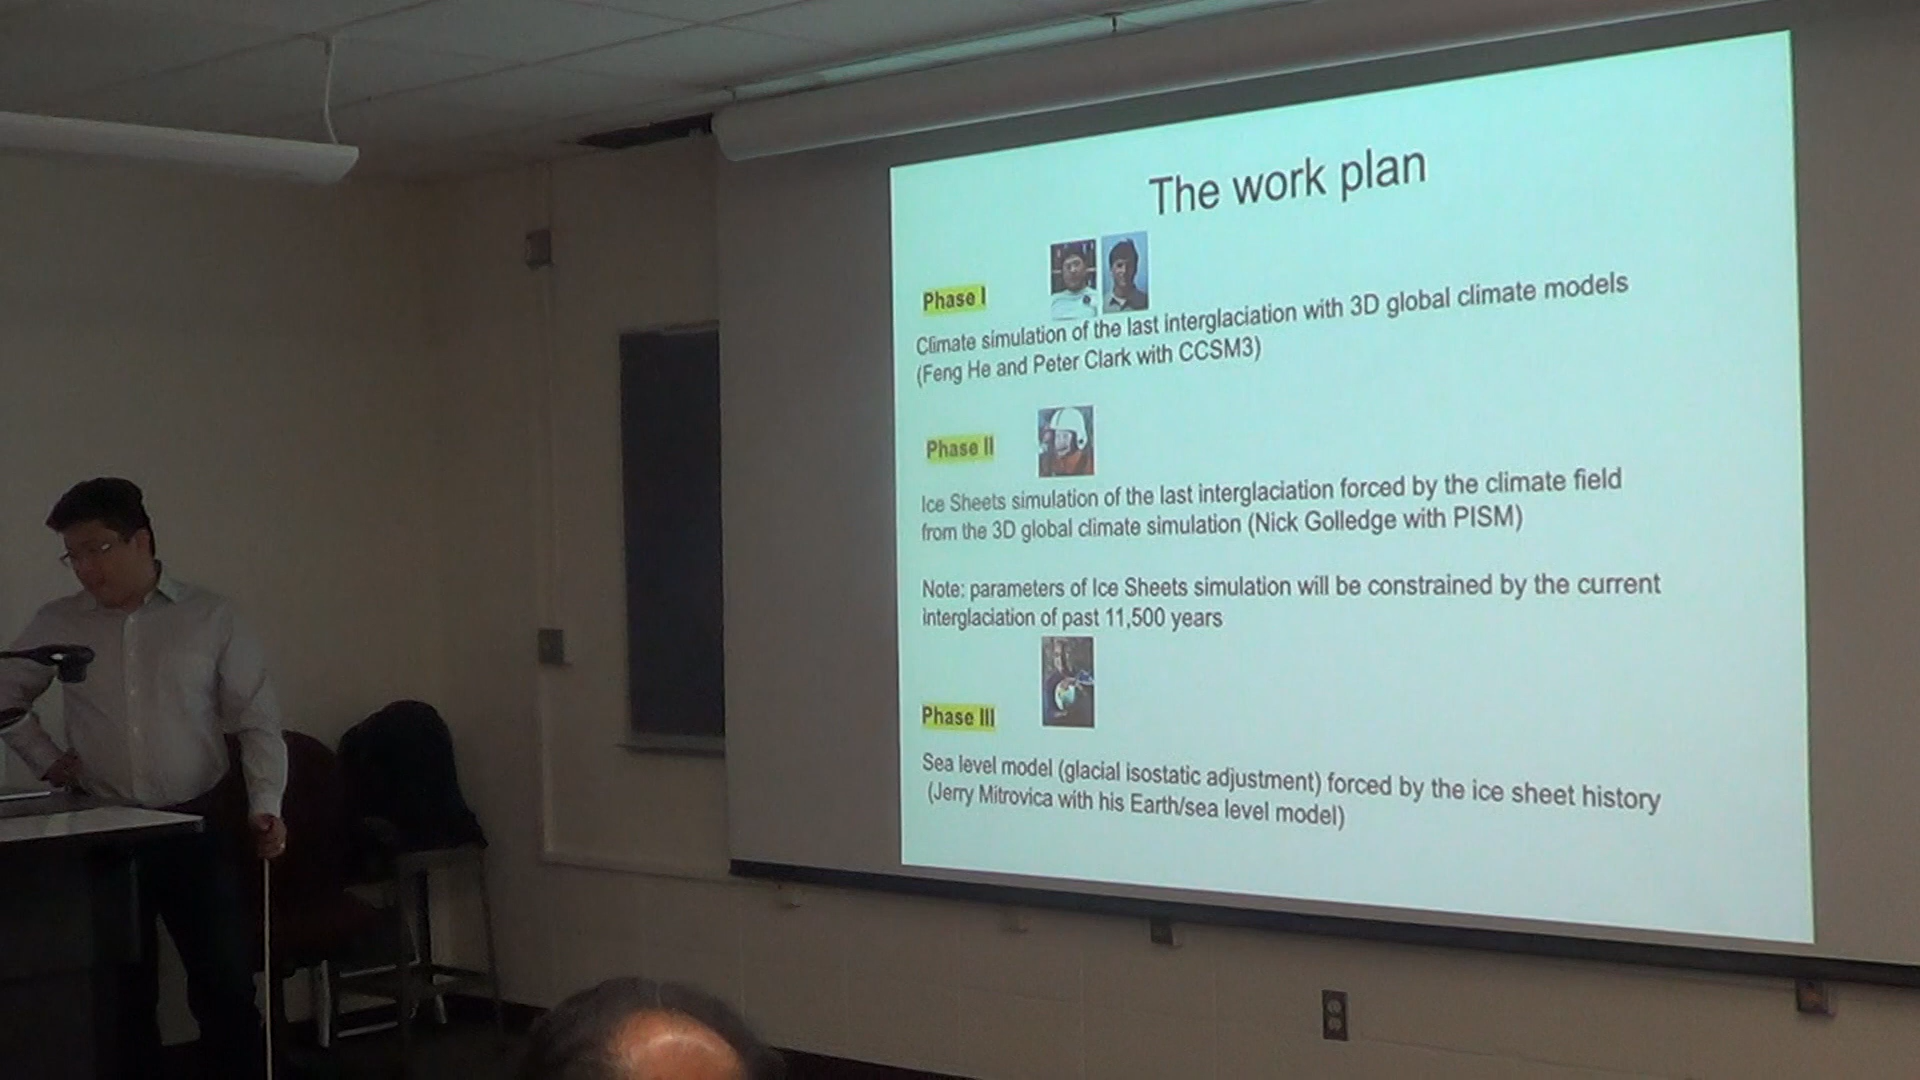 The work plan
Phase I
Climate simulation of the last interglaciation with 3D global climate models
(Feng He and Peter Clark with CCSM3)
Phase II
Ice Sheets simulation of the last interglaciation forced by the climate field
from the 3D global climate simulation (Nick Golledge with PISM)
Note: parameters of Ice Sheets simulation will be constrained by the current
interglaciation of past 11,500 years
Phase III
Sea level model (glacial isostatic adjustment) forced by the ice sheet history
(Jerry Mitrovica with his Earth/sea level model)